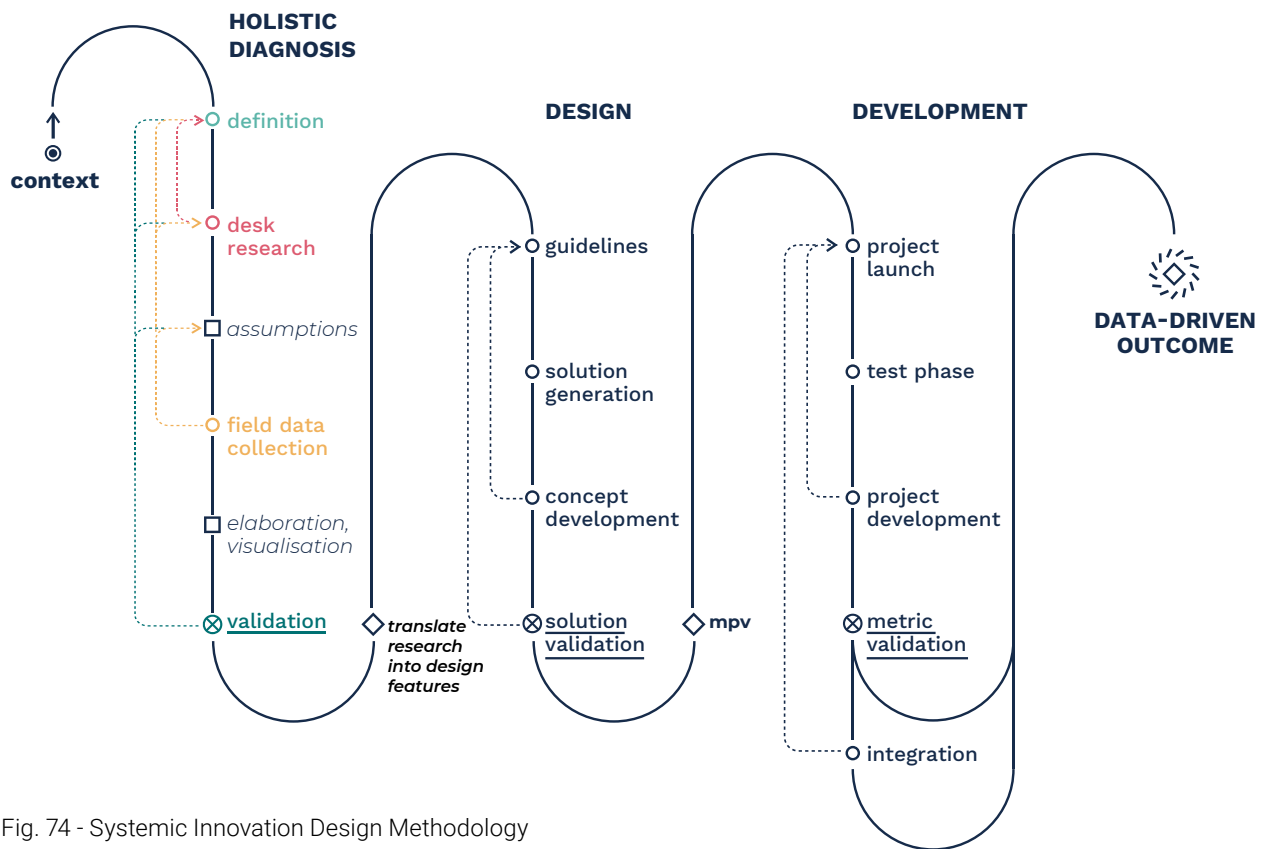 HOLISTIC
DIAGNOSIS
context
definition
desk
research
assumptions
field data
collection
elaboration,
visualisation
validation
translate
research
into design
features
DESIGN
guidelines
solution
generation
concept
development
solution
validation
mpv
DEVELOPMENT
project
launch
test phase
project
development
metric
validation
integration
DATA-DRIVEN
OUTCOME
Fig. 74 - Systemic Innovation Design Methodology